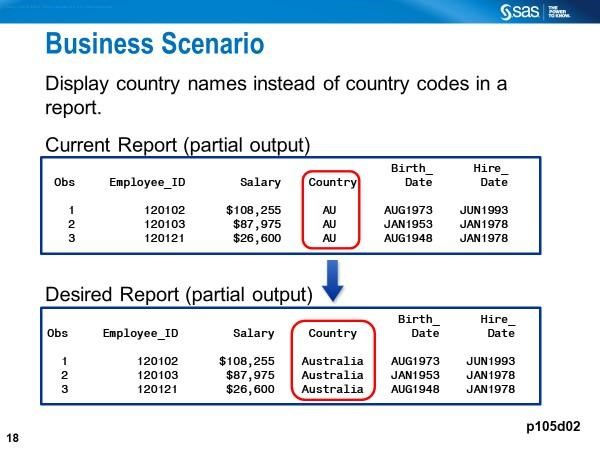 sas THE POWER TO KNOW.
Business Scenario
Display country names instead of country codes in a
report.
Current Report (partial output)
Birth_ Hire_
Obs Employee_ID Salary Country Date Date
1 120102 $108,255 AU AUG1973 JUN1993
2 120103 $87,975 AU JAN1953 JAN1978
3 120121 $26,600 AU AUG1948 JAN1978
Desired Report (partial output)
Birth_ Hire_
Obs Employee_ID Salary Country Date Date
1 120102 $108,255 Australia AUG1973 JUN1993
2 120103 $87,975 Australia JAN1953 JAN1978
3 120121 $26,600 Australia AUG1948 JAN1978
p105d02
18